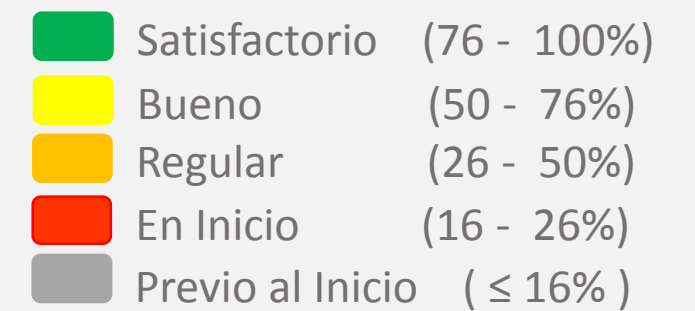 Satisfactorio (76 - 100%)
Bueno (50 - 76%)
Regular (26 - 50%)
En Inicio (16 - 26%)
Previo al Inicio ( ≤ 16% )